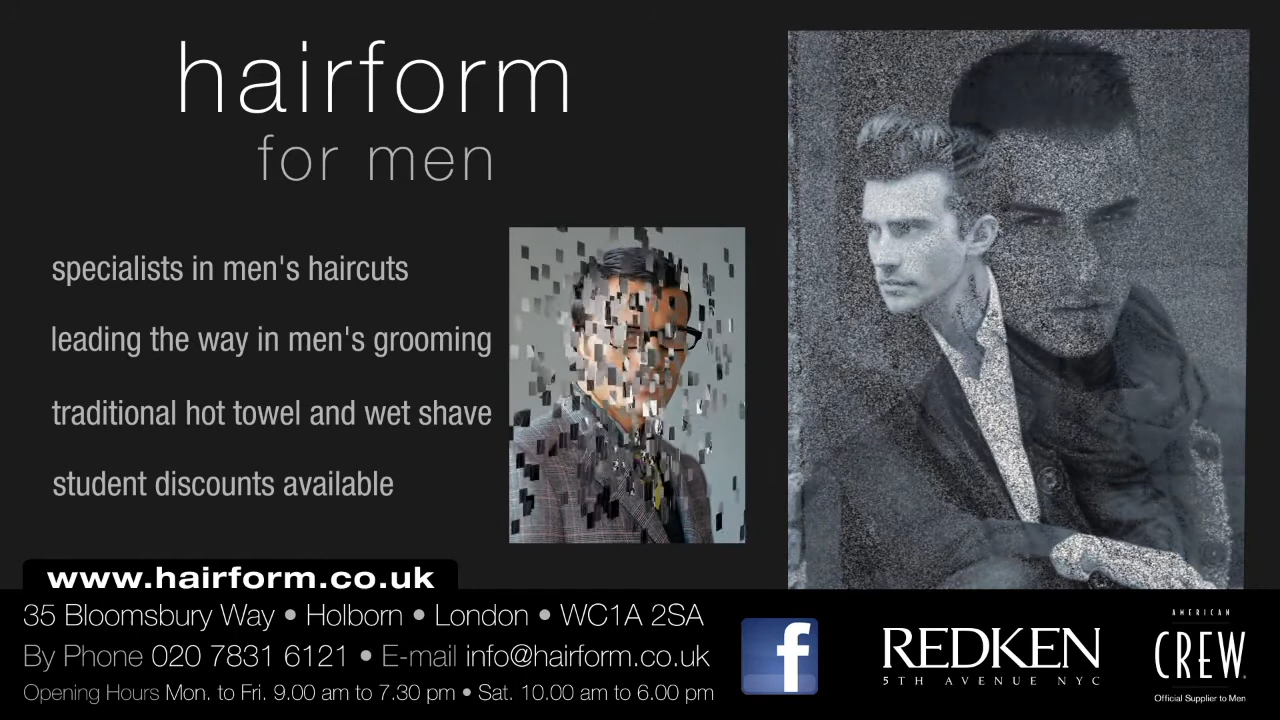 hairform
for men
specialists in men's haircuts
leading the way in men's grooming
traditional hot towel and wet shave
student discounts available
www.hairform.co.uk
35 Bloomsbury Way • Holborn • London • WC1A 2SA
By Phone 020 7831 6121 • E-mail info@hairform.co.uk
Opening Hours Mon. to Fri. 9.00 am to 7.30 pm • Sat. 10.00 am to 6.00 pm
f
REDKEN
5TH AVENUE NYC
AMERICAN
CREW
Official Supplier to Men